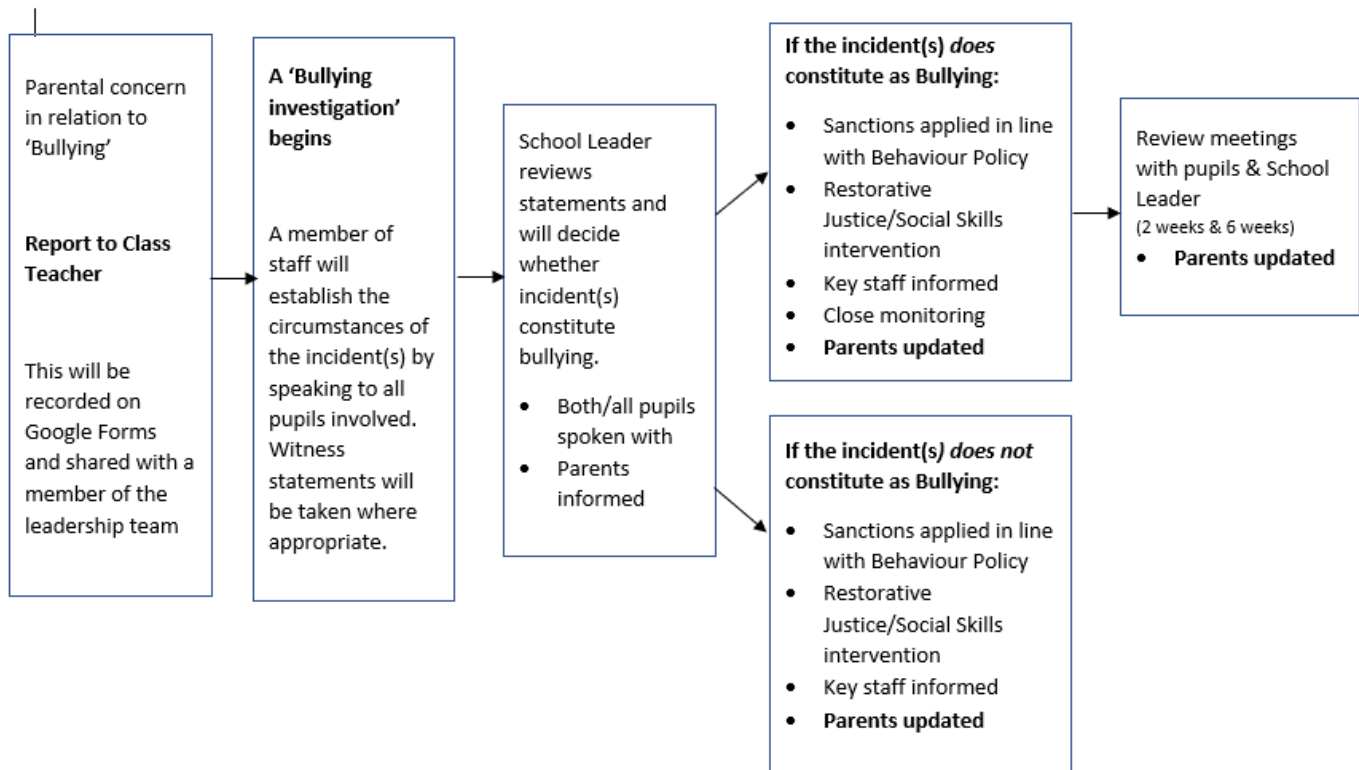 Parental concern
in relation to
‘Bullying’
Report to Class
Teacher
This will be
recorded on
Google Forms
and shared with a
member of the
leadership team
A ‘Bullying
investigation’
begins
A member of
staff will
establish the
circumstances of
the incident(s) by
speaking to all
pupils involved.
Witness
statements will
be taken where
appropriate.
School Leader
reviews
statements and
will decide
whether
incident(s)
constitute
bullying.
• Both/all pupils
spoken with
• Parents
informed
If the incident(s) does
constitute as Bullying:
• Sanctions applied in line
with Behaviour Policy
• Restorative
Justice/Social Skills
intervention
• Key staff informed
• Close monitoring
• Parents updated
If the incident(s) does not
constitute as Bullying:
• Sanctions applied in line
with Behaviour Policy
• Restorative
Justice/Social Skills
intervention
• Key staff informed
• Parents updated
Review meetings
with pupils & School
Leader
(2 weeks & 6 weeks)
• Parents updated